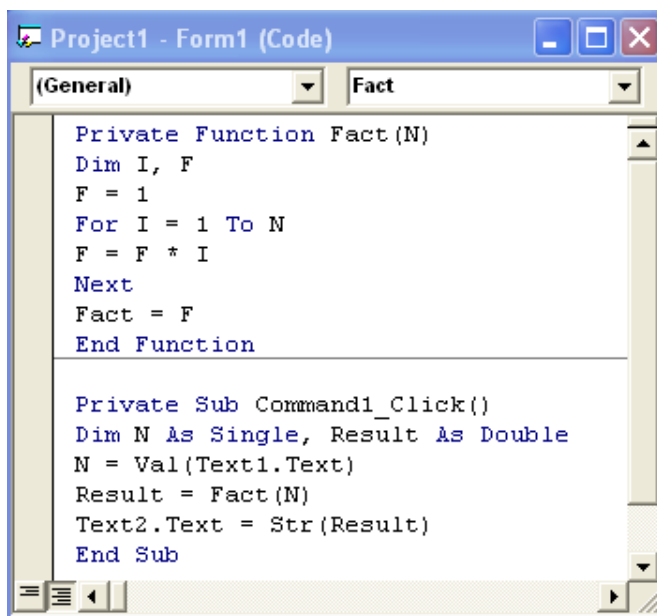 Project1 - Form1 (Code)
(General) Fact
Private Function Fact(N)
Dim I, F
F = 1
For I = 1 To N
F = F * I
Next
Fact = F
End Function
Private Sub Command1_Click()
Dim N As Single, Result As Double
N = Val(Text1.Text)
Result = Fact(N)
Text2.Text = Str(Result)
End Sub